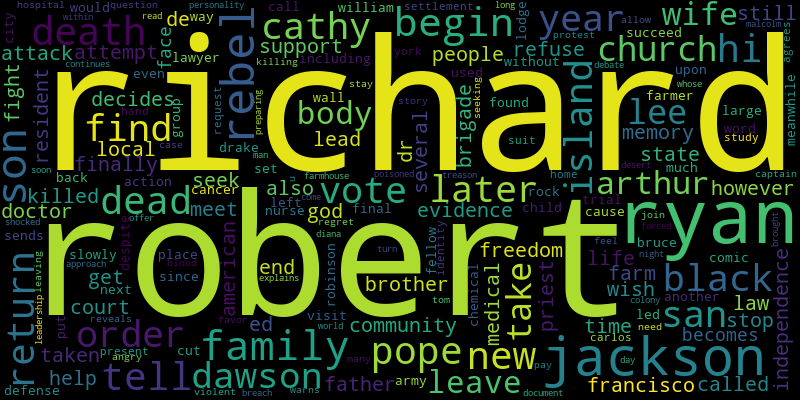 hospital
personality
within
read
long
death
way
question
would
de
call
william
settlement
lodge
allow
wife
still
cathy
begin
year
protest
malcolm
city
continues
lawyer
face
attack
attempt
support
including
york
people
refuse
church
hi
succeed
agrees
rebel
killing
used
without
upon
debate
whose
richard
fight
resident
decides
even
group
request
preparing
wall
stay
story
found
seeking
farmer
large
meanwhile
find
local
hand
body
dr
brigade
island
lee
word
son
finally
case
drake
lead
several
suit
memory
study
back
action
man
set
farmhouse
home
state
much
desert
soon
killed
cancer
also
poisoned
treason
rock
arthur
however
captain
doctor
dead
seek
vote
later
child
trial
ryan
meet
nurse
left
god
final
evidence
cause
join
sends
shocked
offer
regret
fellow
identity
freedom
feel
bruce
forced
robert
slowly
place
american
diana
turn
end
life
comic
night
brought
return
approach
since
explains
robinson
brother
medical
take
priest
farm
black
another
independence
leaving
get
next
blood
despite
tom
chemical
wish
leadership
reveals
court
favor
ed
visit
world
community
time
led
colony
san
stop
law
put
order
present
angry
family
many
pope
new
jackson
carlos
need
becomes
taken
cut
pay
day
help
tell
dawson
father
army
leave
francisco
called
defense
violent
breach
warns
document